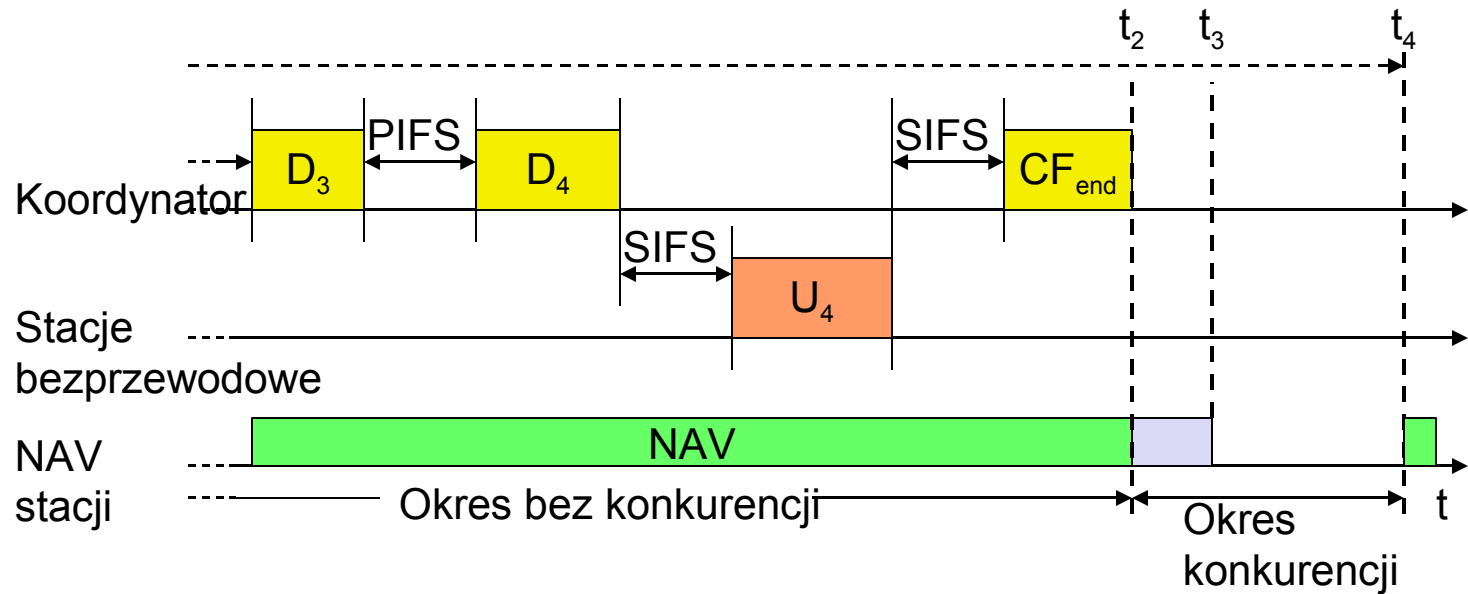 t₂ t₃ t₄
PIFS SIFS
D₃ D₄ CFₑₙd
Koordynator
SIFS
U₄
Stacje
bezprzewodowe
NAV
NAV
stacji
Okres bez konkurencji
t
Okres
konkurencji